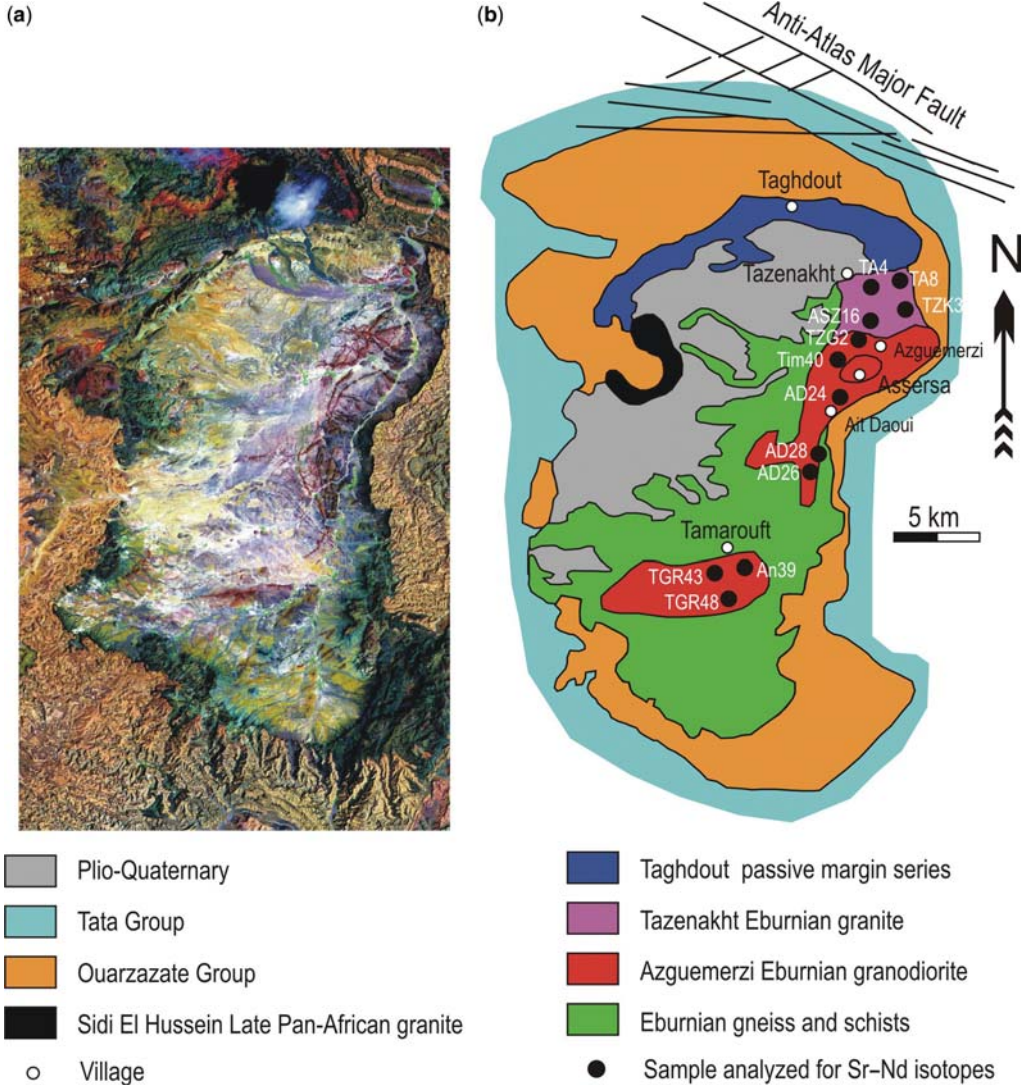 (a)
(b)
Anti-Atlas Major Fault
Taghdout
N
Tazenakht
TA4
TA8
TZK3
ASZ16
TZG2
Azguemerzi
Tim40
Assersa
AD24
Ait Daoui
AD28
AD26
5 km
Tamarouft
An39
TGR43
TGR48
Plio-Quaternary
Tata Group
Ouarzazate Group
Sidi El Hussein Late Pan-African granite
Village
Taghdout passive margin series
Tazenakht Eburnian granite
Azguemerzi Eburnian granodiorite
Eburnian gneiss and schists
Sample analyzed for Sr–Nd isotopes